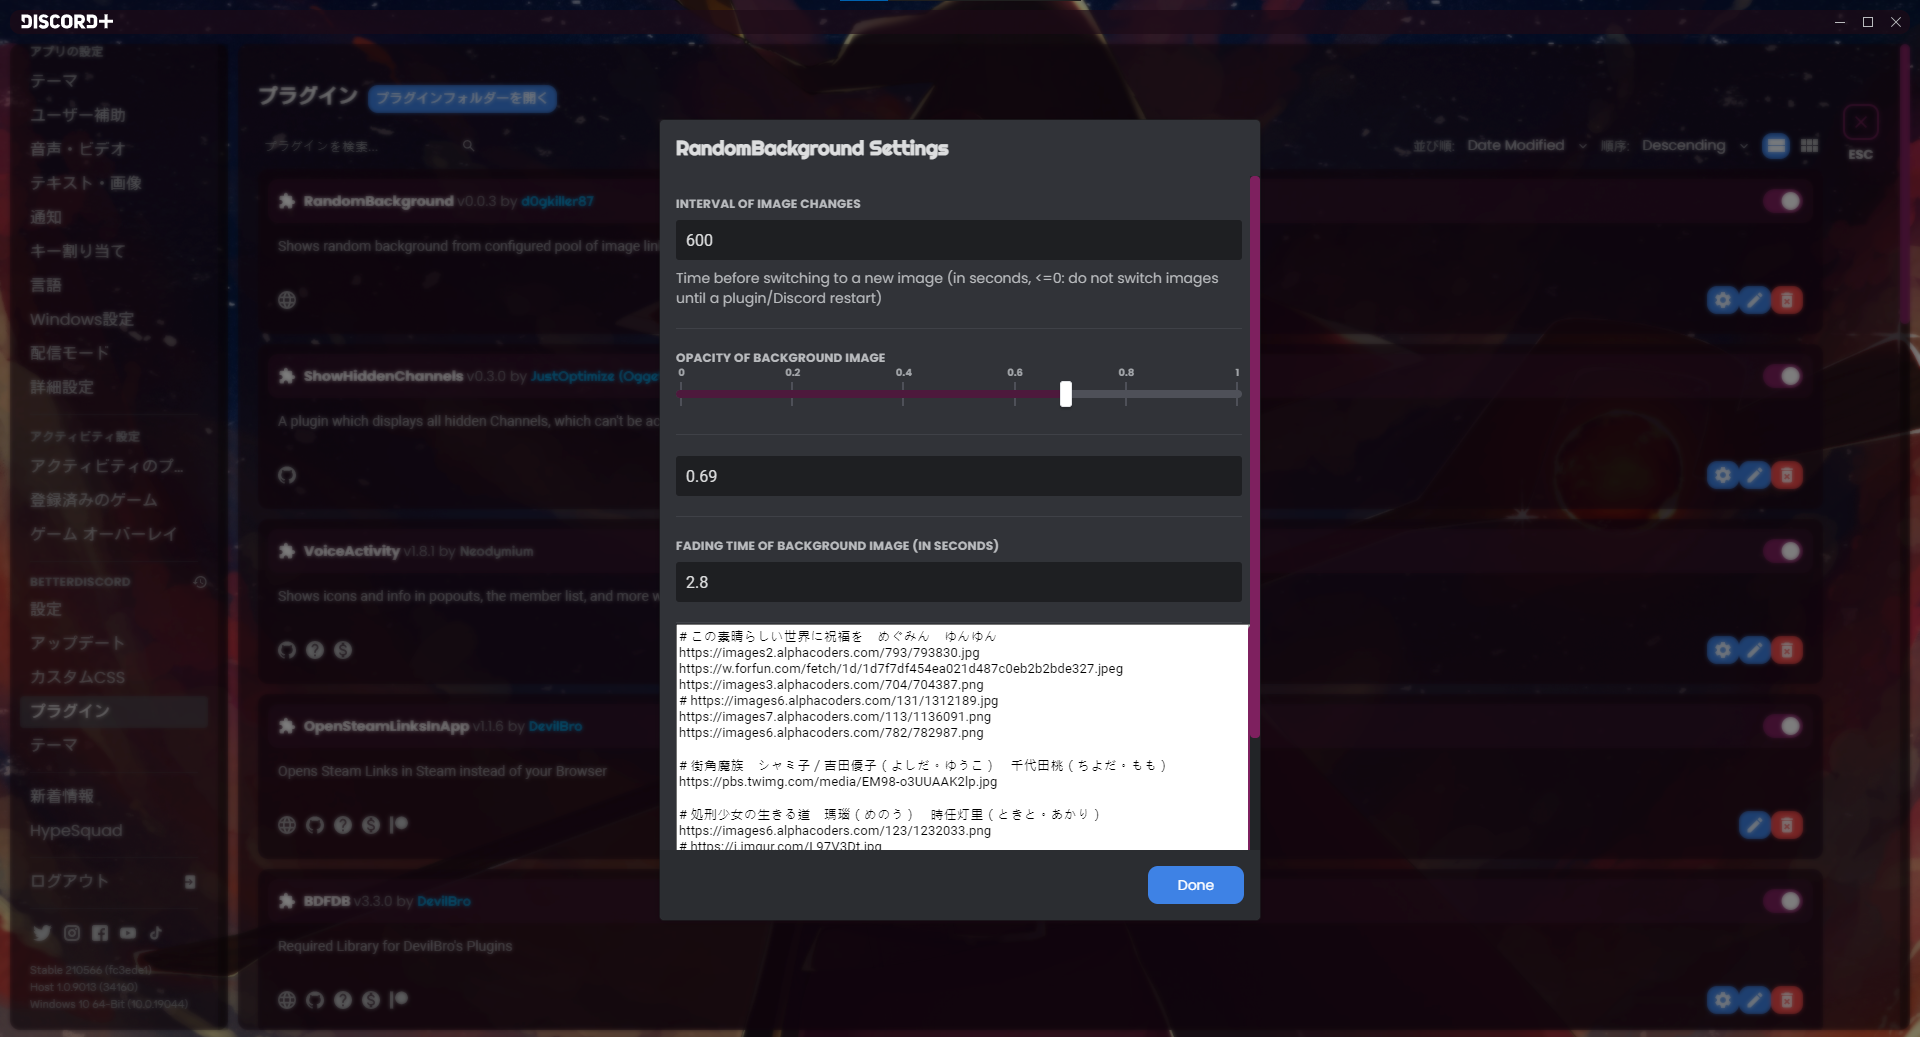 DISCORD+
アプリの設定
テーマ
ユーザー補助
音声・ビデオ
テキスト・画像
通知
キー割り当て
言語
Windows設定
配信モード
詳細設定
アクティビティ設定
アクティビティのプ...
登録済みのゲーム
ゲーム オーバーレイ
BETTERDISCORD
設定
アップデート
カスタムCSS
プラグイン
テーマ
新着情報
HypeSquad
ログアウト
Stable 210566 (fc3ede1)
Host 1.0.9013 (34160)
Windows 10 64-Bit (10.0.19044)
プラグイン
プラグインフォルダーを開く
プラグインを検索...
並び順:
Date Modified
順序:
Descending
ESC
RandomBackground v0.0.3 by d0gkiller87
Shows random background from configured pool of image lin
ShowHiddenChannels v0.3.0 by JustOptimize (Ogge
A plugin which displays all hidden Channels, which can't be ac
VoiceActivity v1.8.1 by Neodymium
Shows icons and info in popouts, the member list, and more w
OpenSteamLinksInApp v1.1.6 by DevilBro
Opens Steam Links in Steam instead of your Browser
BDFDB v3.3.0 by DevilBro
Required Library for DevilBro's Plugins
RandomBackground Settings
INTERVAL OF IMAGE CHANGES
600
Time before switching to a new image (in seconds, <=0: do not switch images
until a plugin/Discord restart)
OPACITY OF BACKGROUND IMAGE
0 0.2 0.4 0.6 0.8 1
0.69
FADING TIME OF BACKGROUND IMAGE (IN SECONDS)
2.8
# この素晴らしい世界に祝福を　めぐみん　ゆんゆん
https://images2.alphacoders.com/793/793830.jpg
https://w.forfun.com/fetch/1d/1d7f7df454ea021d487c0eb2b2bde327.jpeg
https://images3.alphacoders.com/704/704387.png
# https://images6.alphacoders.com/131/1312189.jpg
https://images7.alphacoders.com/113/1136091.png
https://images6.alphacoders.com/782/782987.png
# 街角魔族　シャミ子 / 吉田優子（よしだ・ゆうこ）　千代田桃（ちよだ・もも）
https://pbs.twimg.com/media/EM98-o3UUAAK2lp.jpg
# 処刑少女の生きる道　瑪瑙（めのう）　時任灯里（ときと・あかり）
https://images6.alphacoders.com/123/1232033.png
# https://i.imgur.com/L97V3Dt.jpg
Done